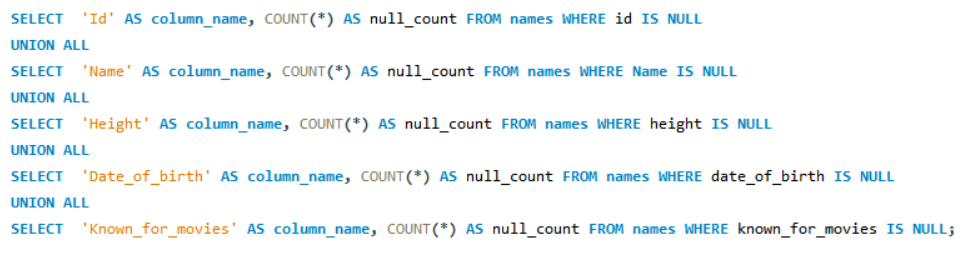 SELECT 'Id' AS column_name, COUNT(*) AS null_count FROM names WHERE id IS NULL
UNION ALL
SELECT 'Name' AS column_name, COUNT(*) AS null_count FROM names WHERE Name IS NULL
UNION ALL
SELECT 'Height' AS column_name, COUNT(*) AS null_count FROM names WHERE height IS NULL
UNION ALL
SELECT 'Date_of_birth' AS column_name, COUNT(*) AS null_count FROM names WHERE date_of_birth IS NULL
UNION ALL
SELECT 'Known_for_movies' AS column_name, COUNT(*) AS null_count FROM names WHERE known_for_movies IS NULL;